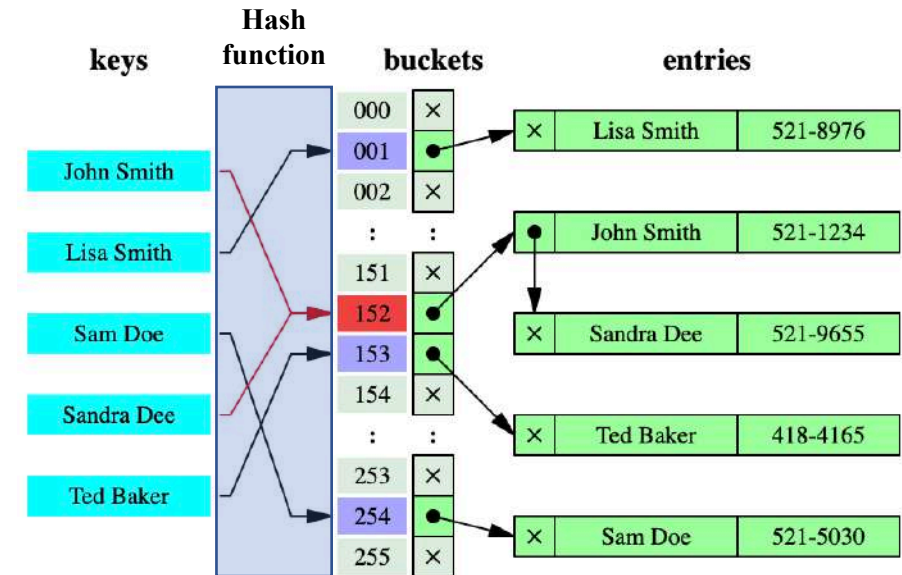 Hash
function
keys
buckets
entries
John Smith
Lisa Smith
Sam Doe
Sandra Dee
Ted Baker
000 ×
001
002 ×
: :
151 ×
152
153
154 ×
: :
253 ×
254
255 ×
× Lisa Smith 521-8976
John Smith 521-1234
× Sandra Dee 521-9655
× Ted Baker 418-4165
× Sam Doe 521-5030